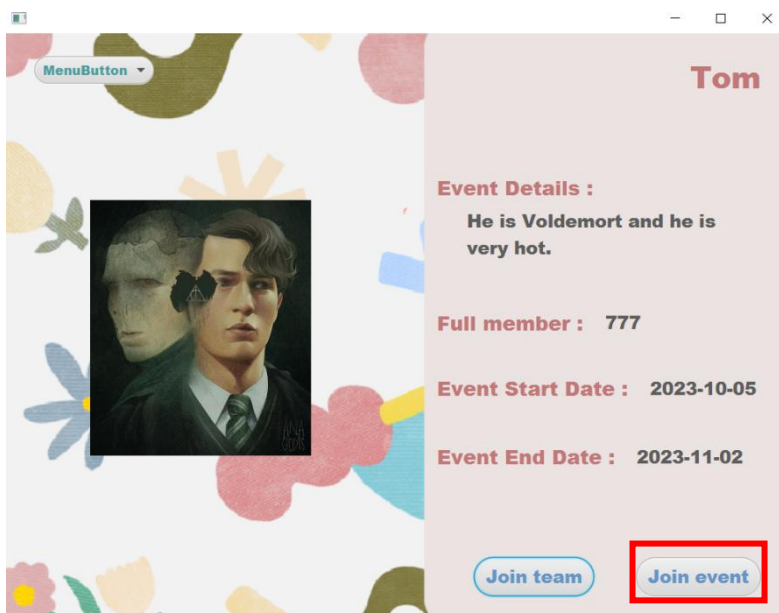 MenuButton
Tom
Event Details :
He is Voldemort and he is
very hot.
Full member : 777
Event Start Date : 2023-10-05
Event End Date : 2023-11-02
Join team
Join event